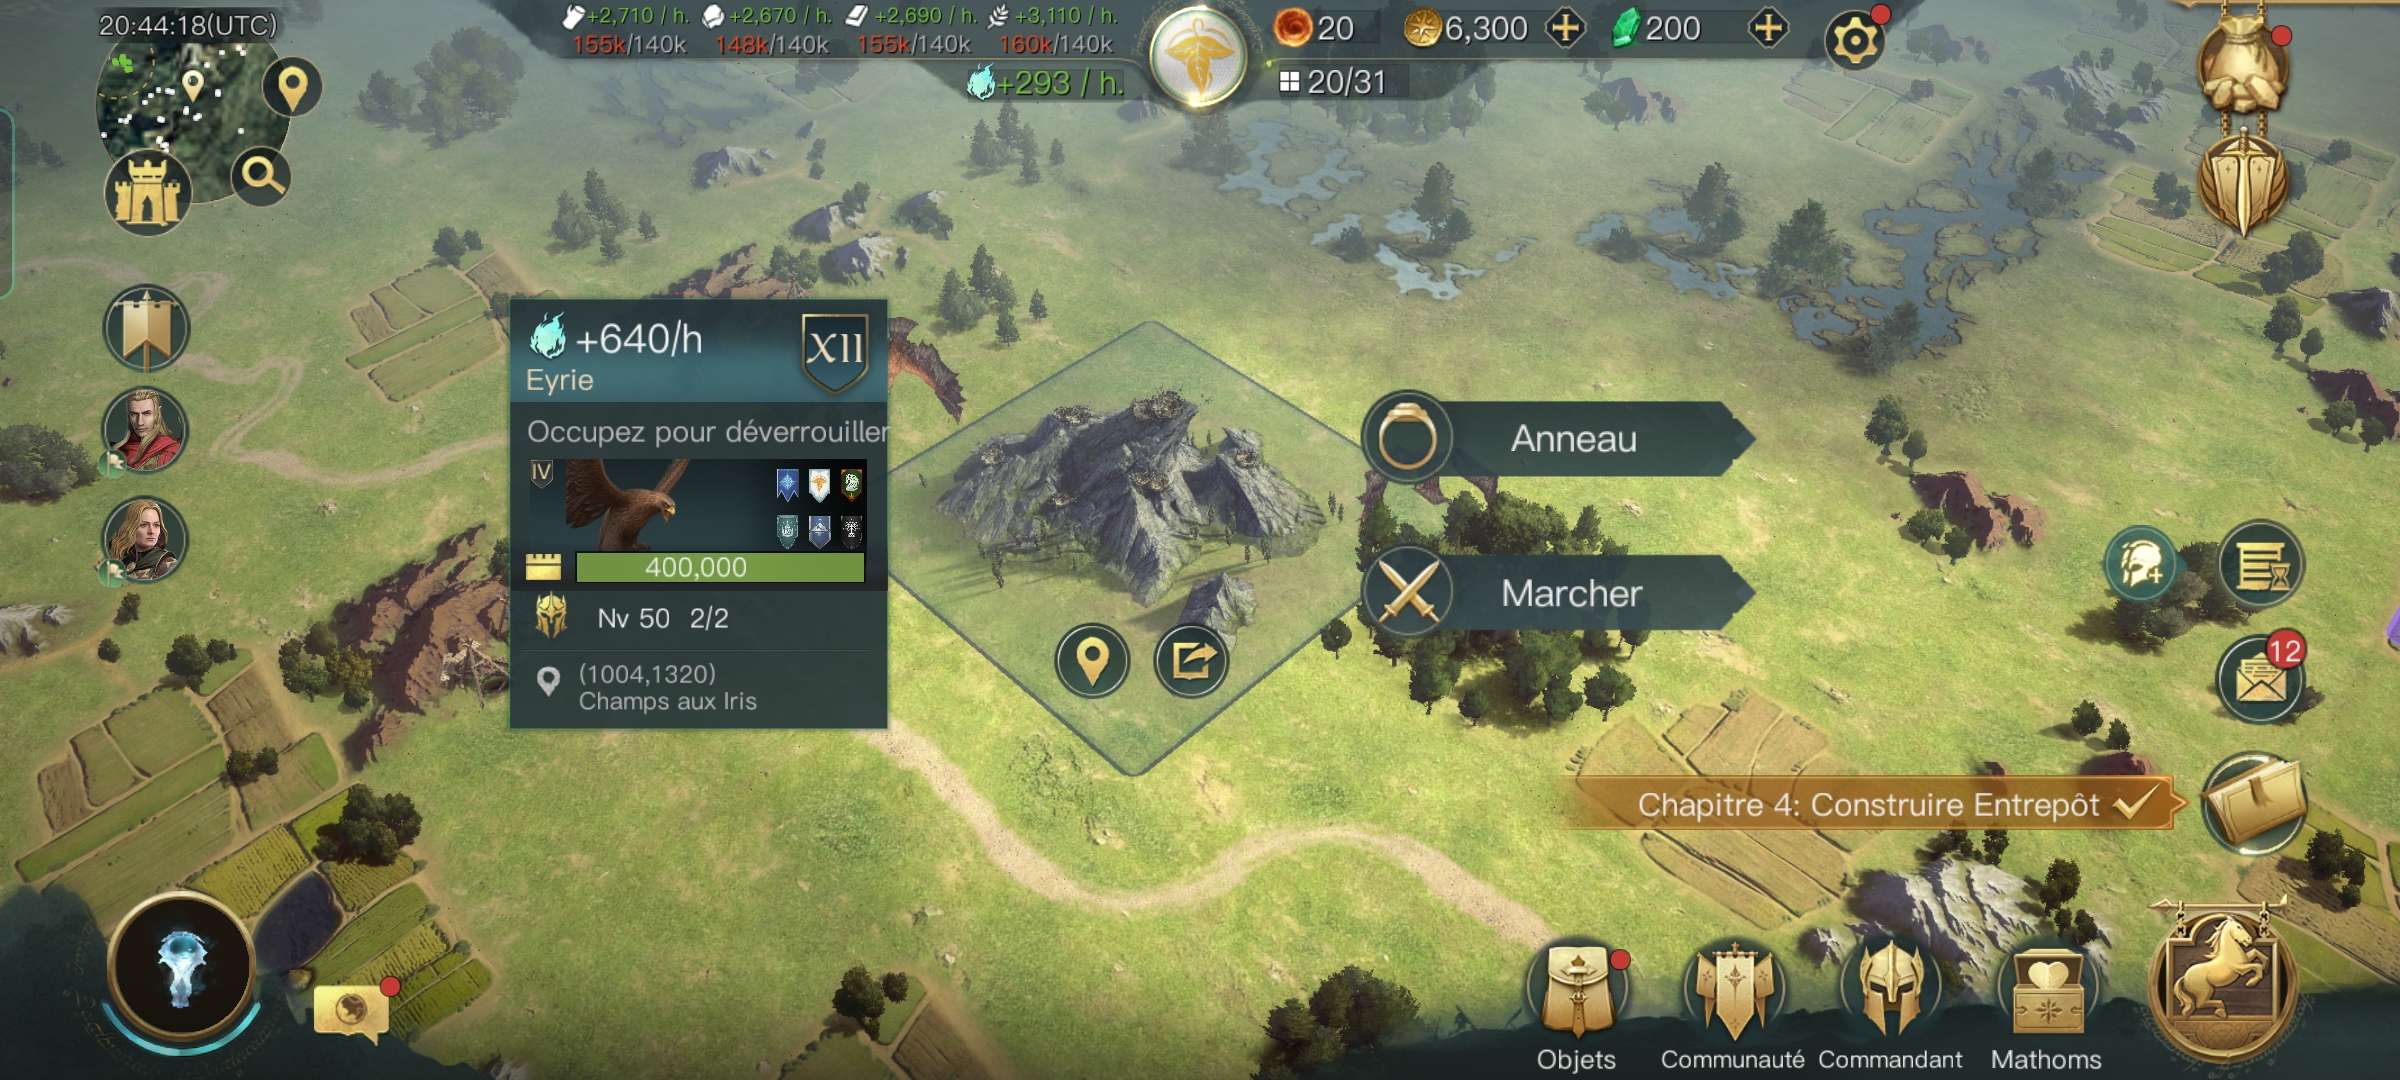 20:44:18(UTC)
+2,710 / h. +2,670 / h. +2,690 / h. +3,110 / h.
155k/140k 148k/140k 155k/140k 160k/140k
+293 / h.
20 6,300 200
20/31
+640/h XII
Eyrie
Occupez pour déverrouiller
IV
400,000
Nv 50 2/2
(1004,1320)
Champs aux Iris
Anneau
Marcher
12
Chapitre 4: Construire Entrepôt
Objets Communauté Commandant Mathoms